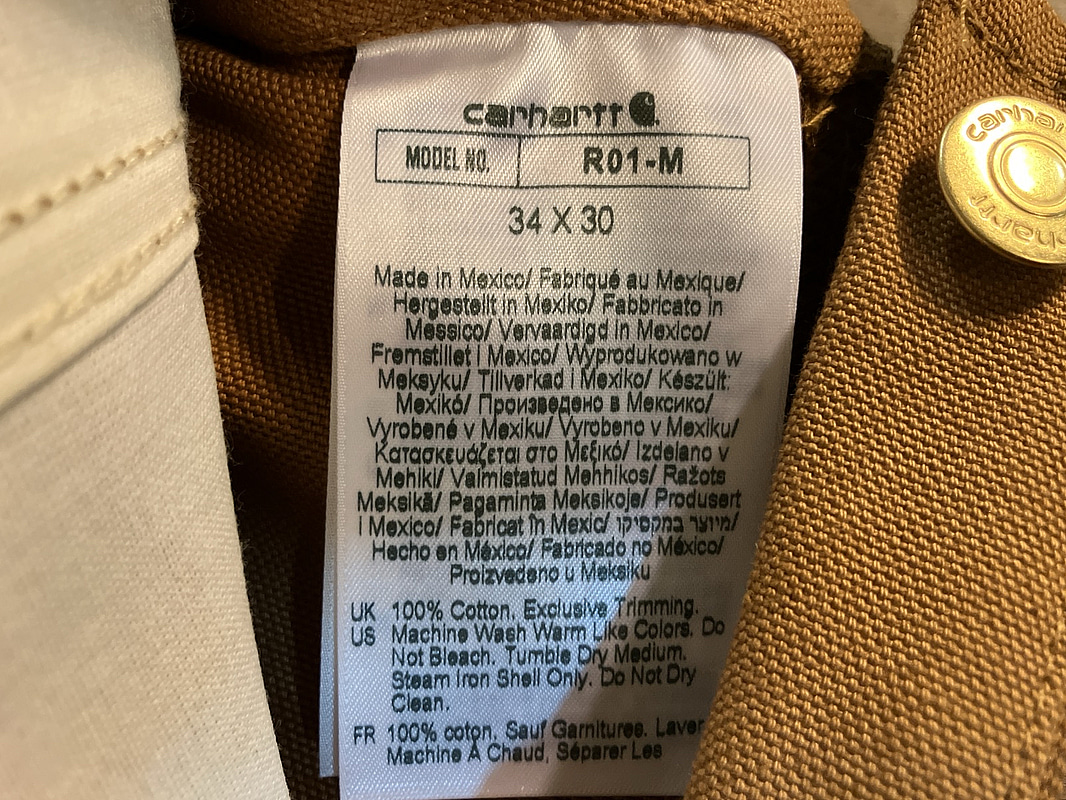 carhartt
MODEL NO. R01-M
34 X 30
Made in Mexico/ Fabriqué au Mexique/
Hergestellt in Mexiko/ Fabbricato in
Messico/ Vervaardigd in Mexico/
Fremstillet i Mexico/ Wyprodukowano w
Meksyku/ Tillverkad i Mexiko/ Készült:
Mexikó/ Произведено в Мексико/
Vyrobené v Mexiku/ Vyrobeno v Mexiku/
Κατασκευάζεται στο Μεξικό/ Izdelano v
Mehiki/ Valmistatud Mehhikos/ Ražots
Meksikā/ Pagaminta Meksikoje/ Produsert
i Mexico/ Fabricat în Mexic/ מיוצר במקסיקו/
Hecho en México/ Fabricado no México/
Proizvedeno u Meksiku
UK 100% Cotton. Exclusive Trimming.
US Machine Wash Warm Like Colors. Do
Not Bleach. Tumble Dry Medium.
Steam Iron Shell Only. Do Not Dry
Clean.
FR 100% coton. Sauf Garnitures. Laver
Machine A Chaud, Séparer Les